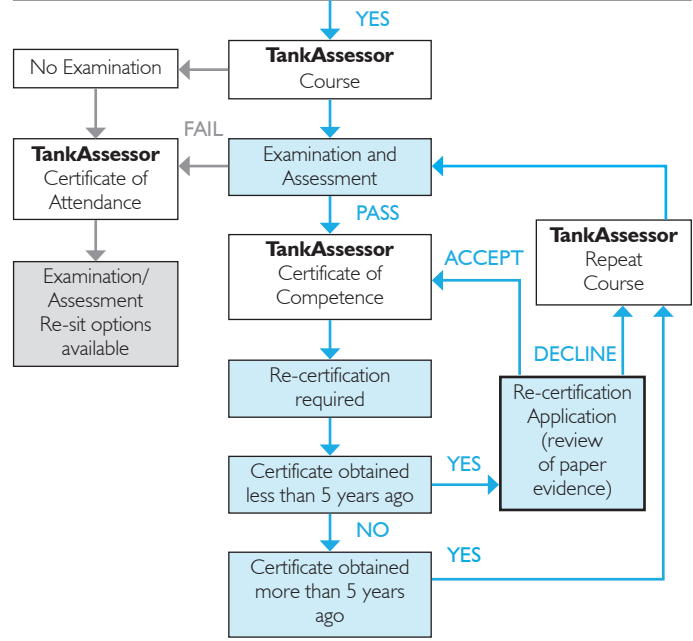 YES
TankAssessor
Course
No Examination
FAIL
TankAssessor
Certificate of
Attendance
Examination and
Assessment
PASS
Examination/
Assessment
Re-sit options
available
TankAssessor
Certificate of
Competence
ACCEPT
TankAssessor
Repeat
Course
DECLINE
Re-certification
required
Re-certification
Application
(review
of paper
evidence)
Certificate obtained
less than 5 years ago
YES
NO
Certificate obtained
more than 5 years
ago
YES